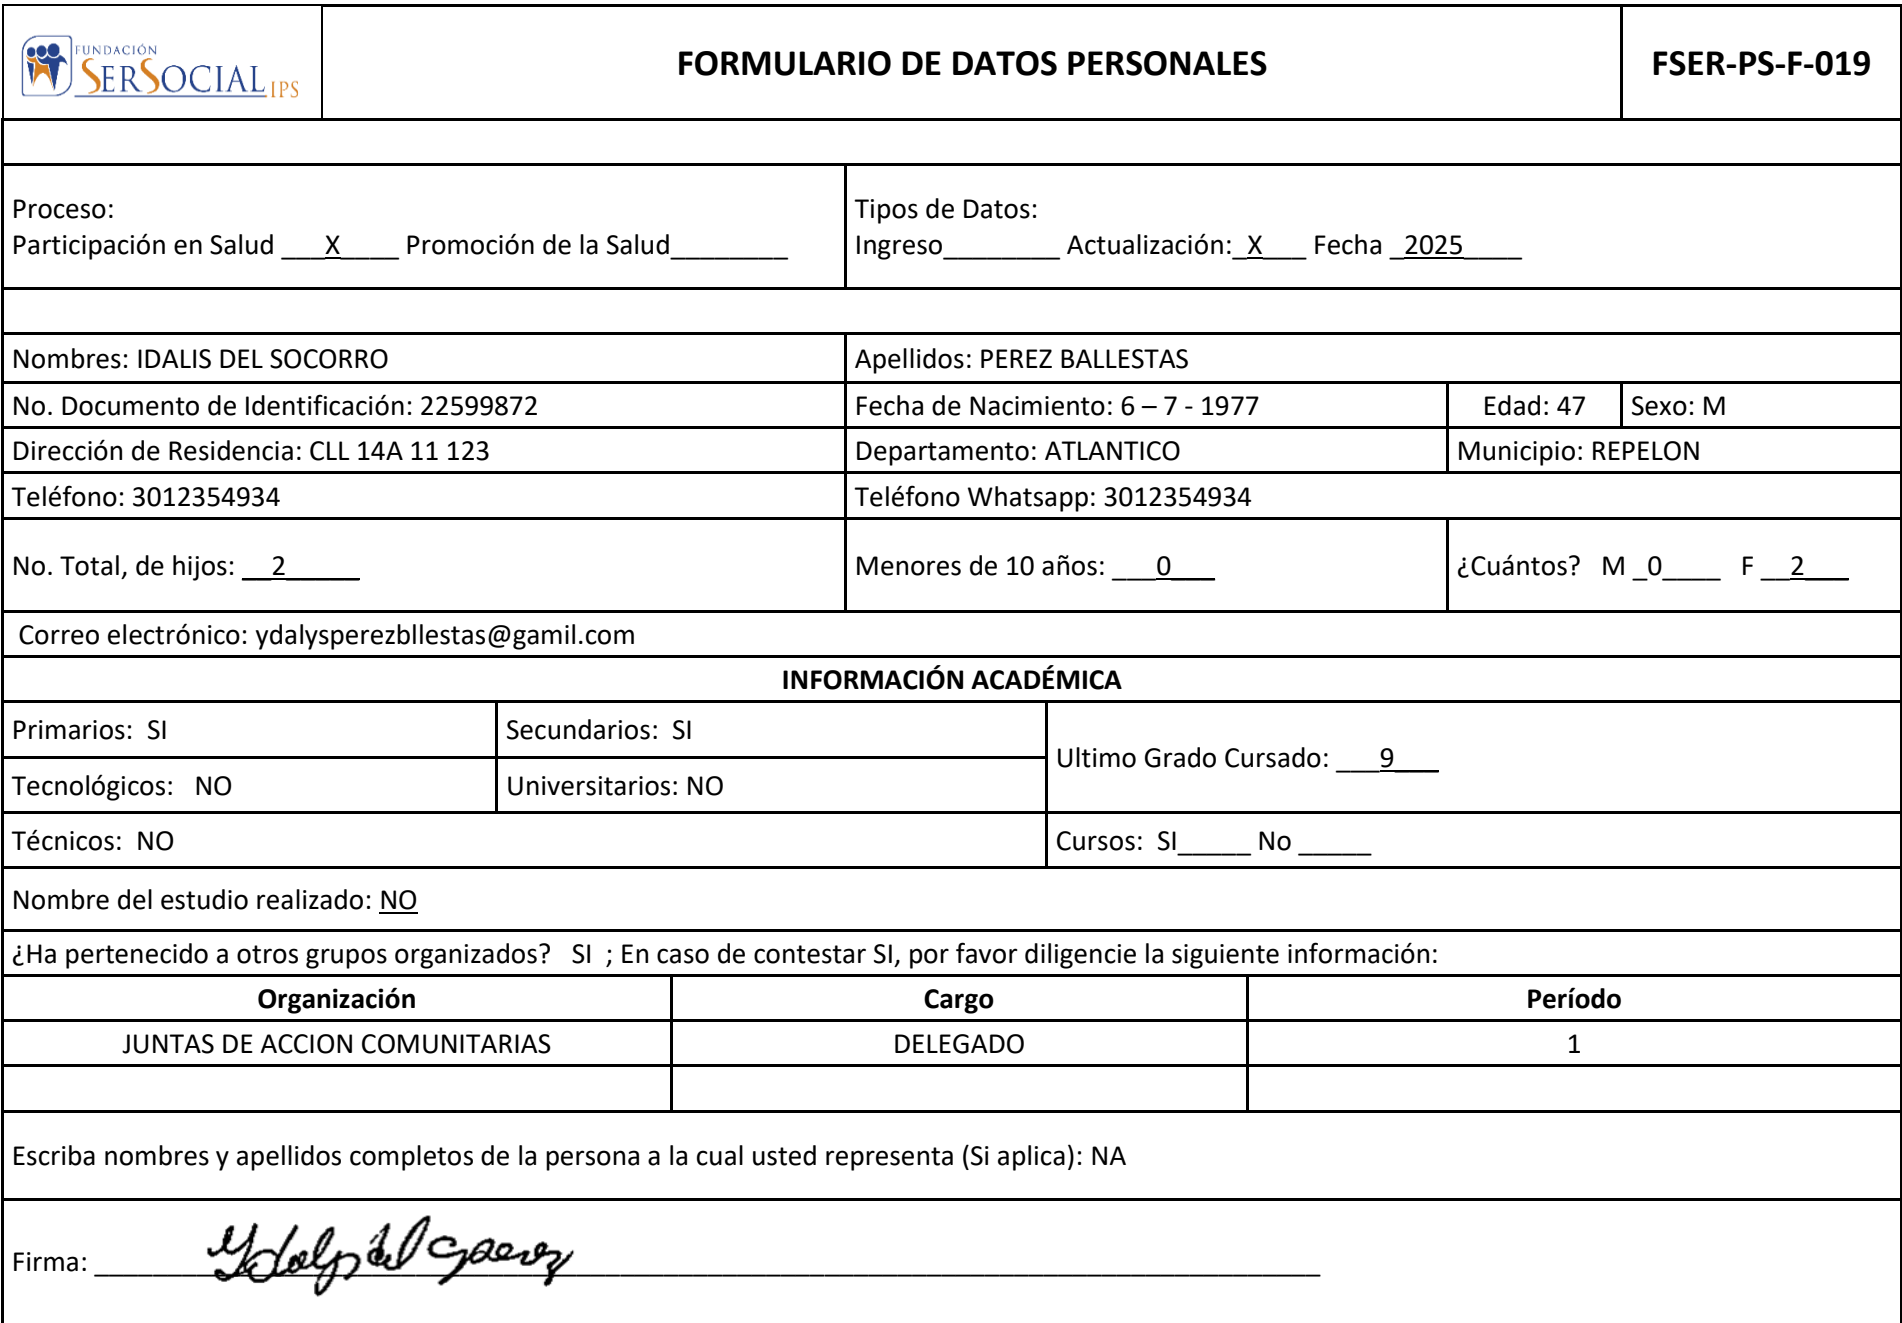 FUNDACIÓN
SERSOCIAL IPS
FORMULARIO DE DATOS PERSONALES
FSER-PS-F-019
Proceso:
Participación en Salud ___X____ Promoción de la Salud________
Tipos de Datos:
Ingreso________ Actualización:_X___ Fecha _2025____
Nombres: IDALIS DEL SOCORRO
Apellidos: PEREZ BALLESTAS
No. Documento de Identificación: 22599872
Fecha de Nacimiento: 6 – 7 - 1977
Edad: 47
Sexo: M
Dirección de Residencia: CLL 14A 11 123
Departamento: ATLANTICO
Municipio: REPELON
Teléfono: 3012354934
Teléfono Whatsapp: 3012354934
No. Total, de hijos: __2_____
Menores de 10 años: ___0___
¿Cuántos? M _0____ F __2___
Correo electrónico: ydalysperezbllestas@gamil.com
INFORMACIÓN ACADÉMICA
Primarios: SI
Secundarios: SI
Ultimo Grado Cursado: ___9___
Tecnológicos: NO
Universitarios: NO
Técnicos: NO
Cursos: SI_____ No _____
Nombre del estudio realizado: NO
¿Ha pertenecido a otros grupos organizados? SI ; En caso de contestar SI, por favor diligencie la siguiente información:
Organización
Cargo
Período
JUNTAS DE ACCION COMUNITARIAS
DELEGADO
1
Escriba nombres y apellidos completos de la persona a la cual usted representa (Si aplica): NA
Firma: ____________________